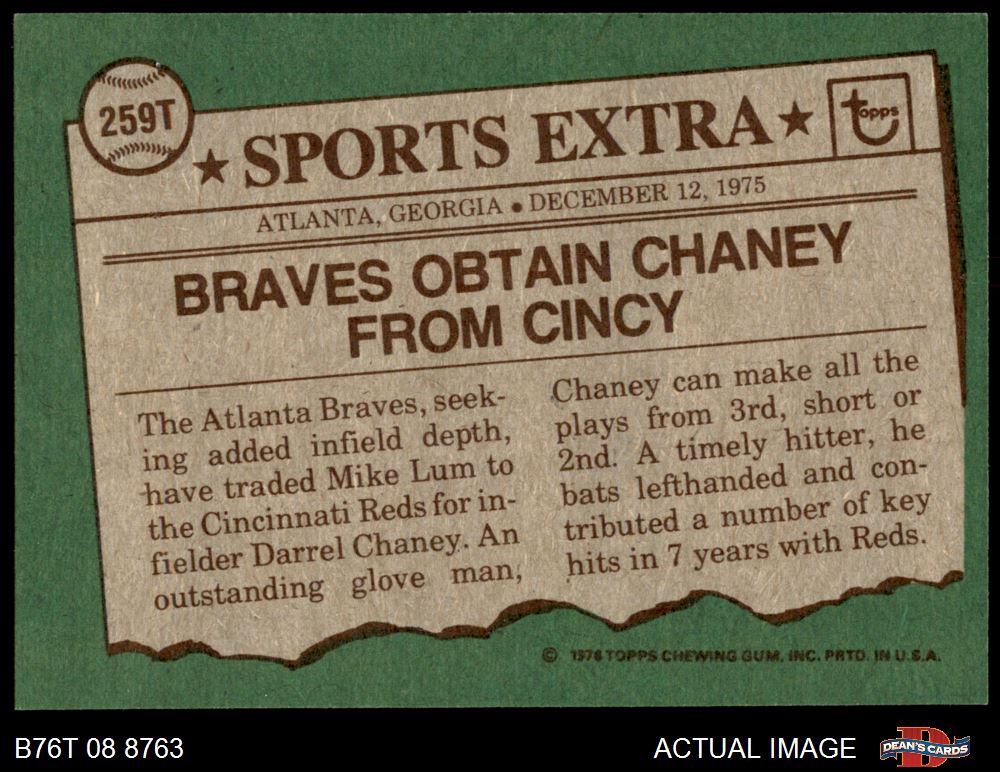 259T
★ SPORTS EXTRA ★
topps
ATLANTA, GEORGIA • DECEMBER 12, 1975
BRAVES OBTAIN CHANEY
FROM CINCY
The Atlanta Braves, seek-
ing added infield depth,
have traded Mike Lum to
the Cincinnati Reds for in-
fielder Darrel Chaney. An
outstanding glove man,
Chaney can make all the
plays from 3rd, short or
2nd. A timely hitter, he
bats lefthanded and con-
tributed a number of key
hits in 7 years with Reds.
© 1976 TOPPS CHEWING GUM, INC. PRTD. IN U.S.A.
B76T 08 8763
ACTUAL IMAGE
DEAN'S CARDS